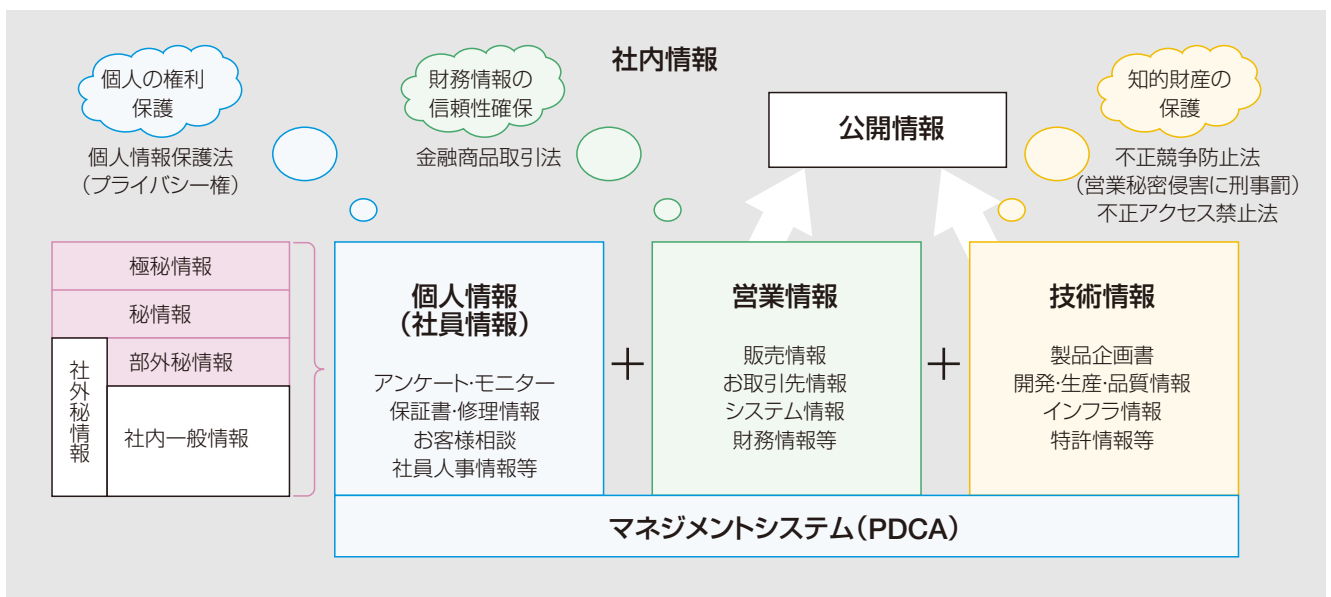 社内情報
個人の権利
保護
個人情報保護法
（プライバシー権）
財務情報の
信頼性確保
金融商品取引法
公開情報
知的財産の
保護
不正競争防止法
（営業秘密侵害に刑事罰）
不正アクセス禁止法
極秘情報
秘情報
部外秘情報
社外秘情報
社内一般情報
個人情報
（社員情報）
アンケート・モニター
保証書・修理情報
お客様相談
社員人事情報等
＋
営業情報
販売情報
お取引先情報
システム情報
財務情報等
＋
技術情報
製品企画書
開発・生産・品質情報
インフラ情報
特許情報等
マネジメントシステム（PDCA）